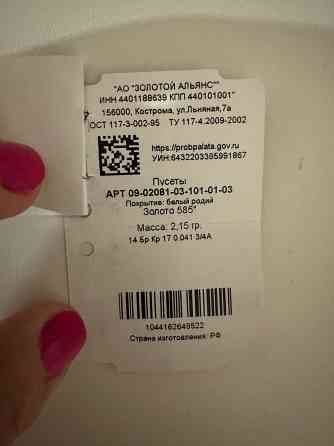 "АО "ЗОЛОТОЙ АЛЬЯНС""
ИНН 4401188639 КПП 440101001"
156000, Кострома, ул.Льняная,7а
ОСТ 117-3-002-95 ТУ 117-4.2009-2002
https://probpalata.gov.ru
УИН:6432203395991867
Пусеты
АРТ 09-02081-03-101-01-03
Покрытие: белый родий
Золото 585°
Масса: 2,15 гр.
14 Бр Кр 17 0.041 3/4А
1044162649522
Страна изготовления: РФ